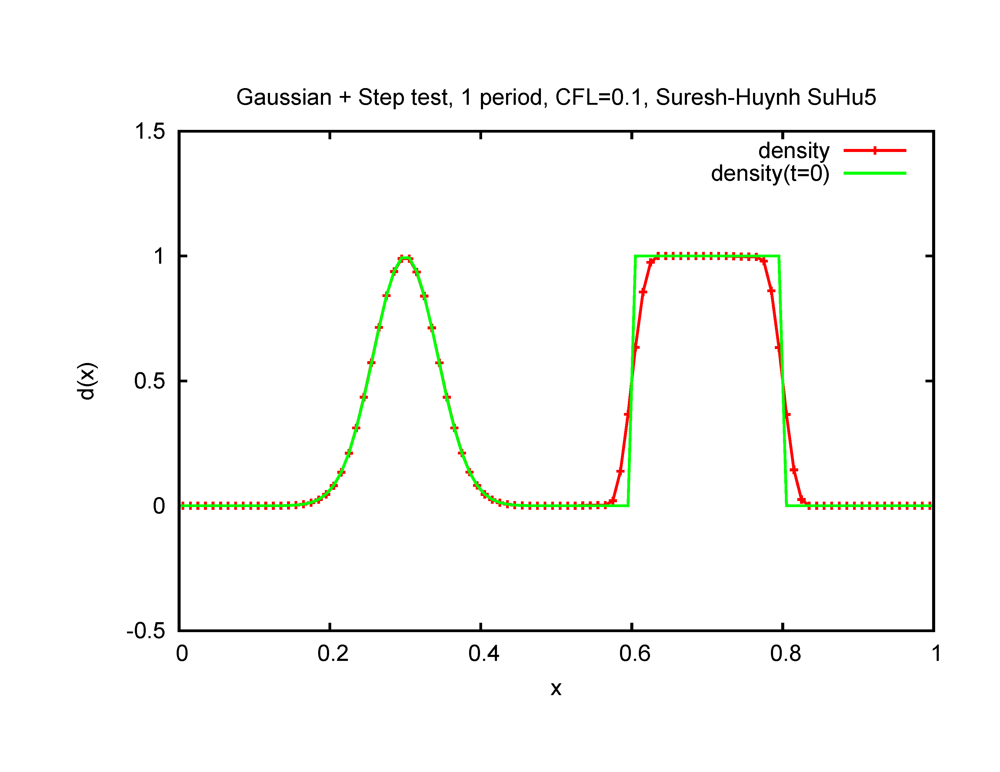 Gaussian + Step test, 1 period, CFL=0.1, Suresh-Huynh SuHu5
density
density(t=0)
1.5
1
0.5
0
-0.5
d(x)
0 0.2 0.4 0.6 0.8 1
x